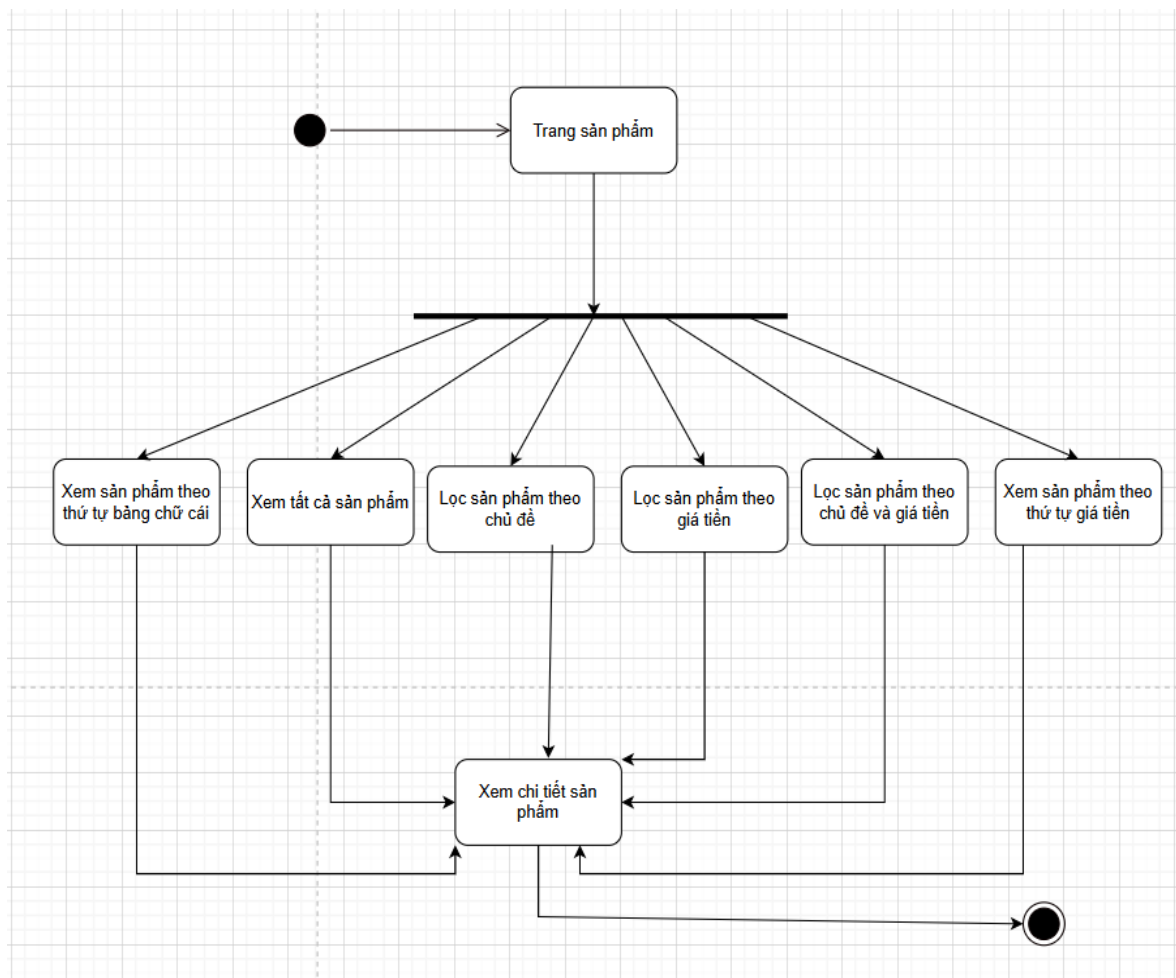 Trang sản phẩm
Xem sản phẩm theo
thứ tự bảng chữ cái
Xem tất cả sản phẩm
Lọc sản phẩm theo
chủ đề
Lọc sản phẩm theo
giá tiền
Lọc sản phẩm theo
chủ đề và giá tiền
Xem sản phẩm theo
thứ tự giá tiền
Xem chi tiết sản
phẩm